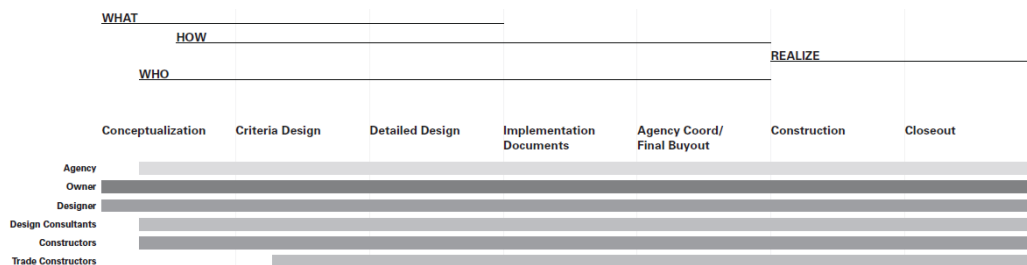 WHAT
HOW
REALIZE
WHO
Conceptualization Criteria Design Detailed Design Implementation Agency Coord/ Construction Closeout
Documents Final Buyout
Agency
Owner
Designer
Design Consultants
Constructors
Trade Constructors